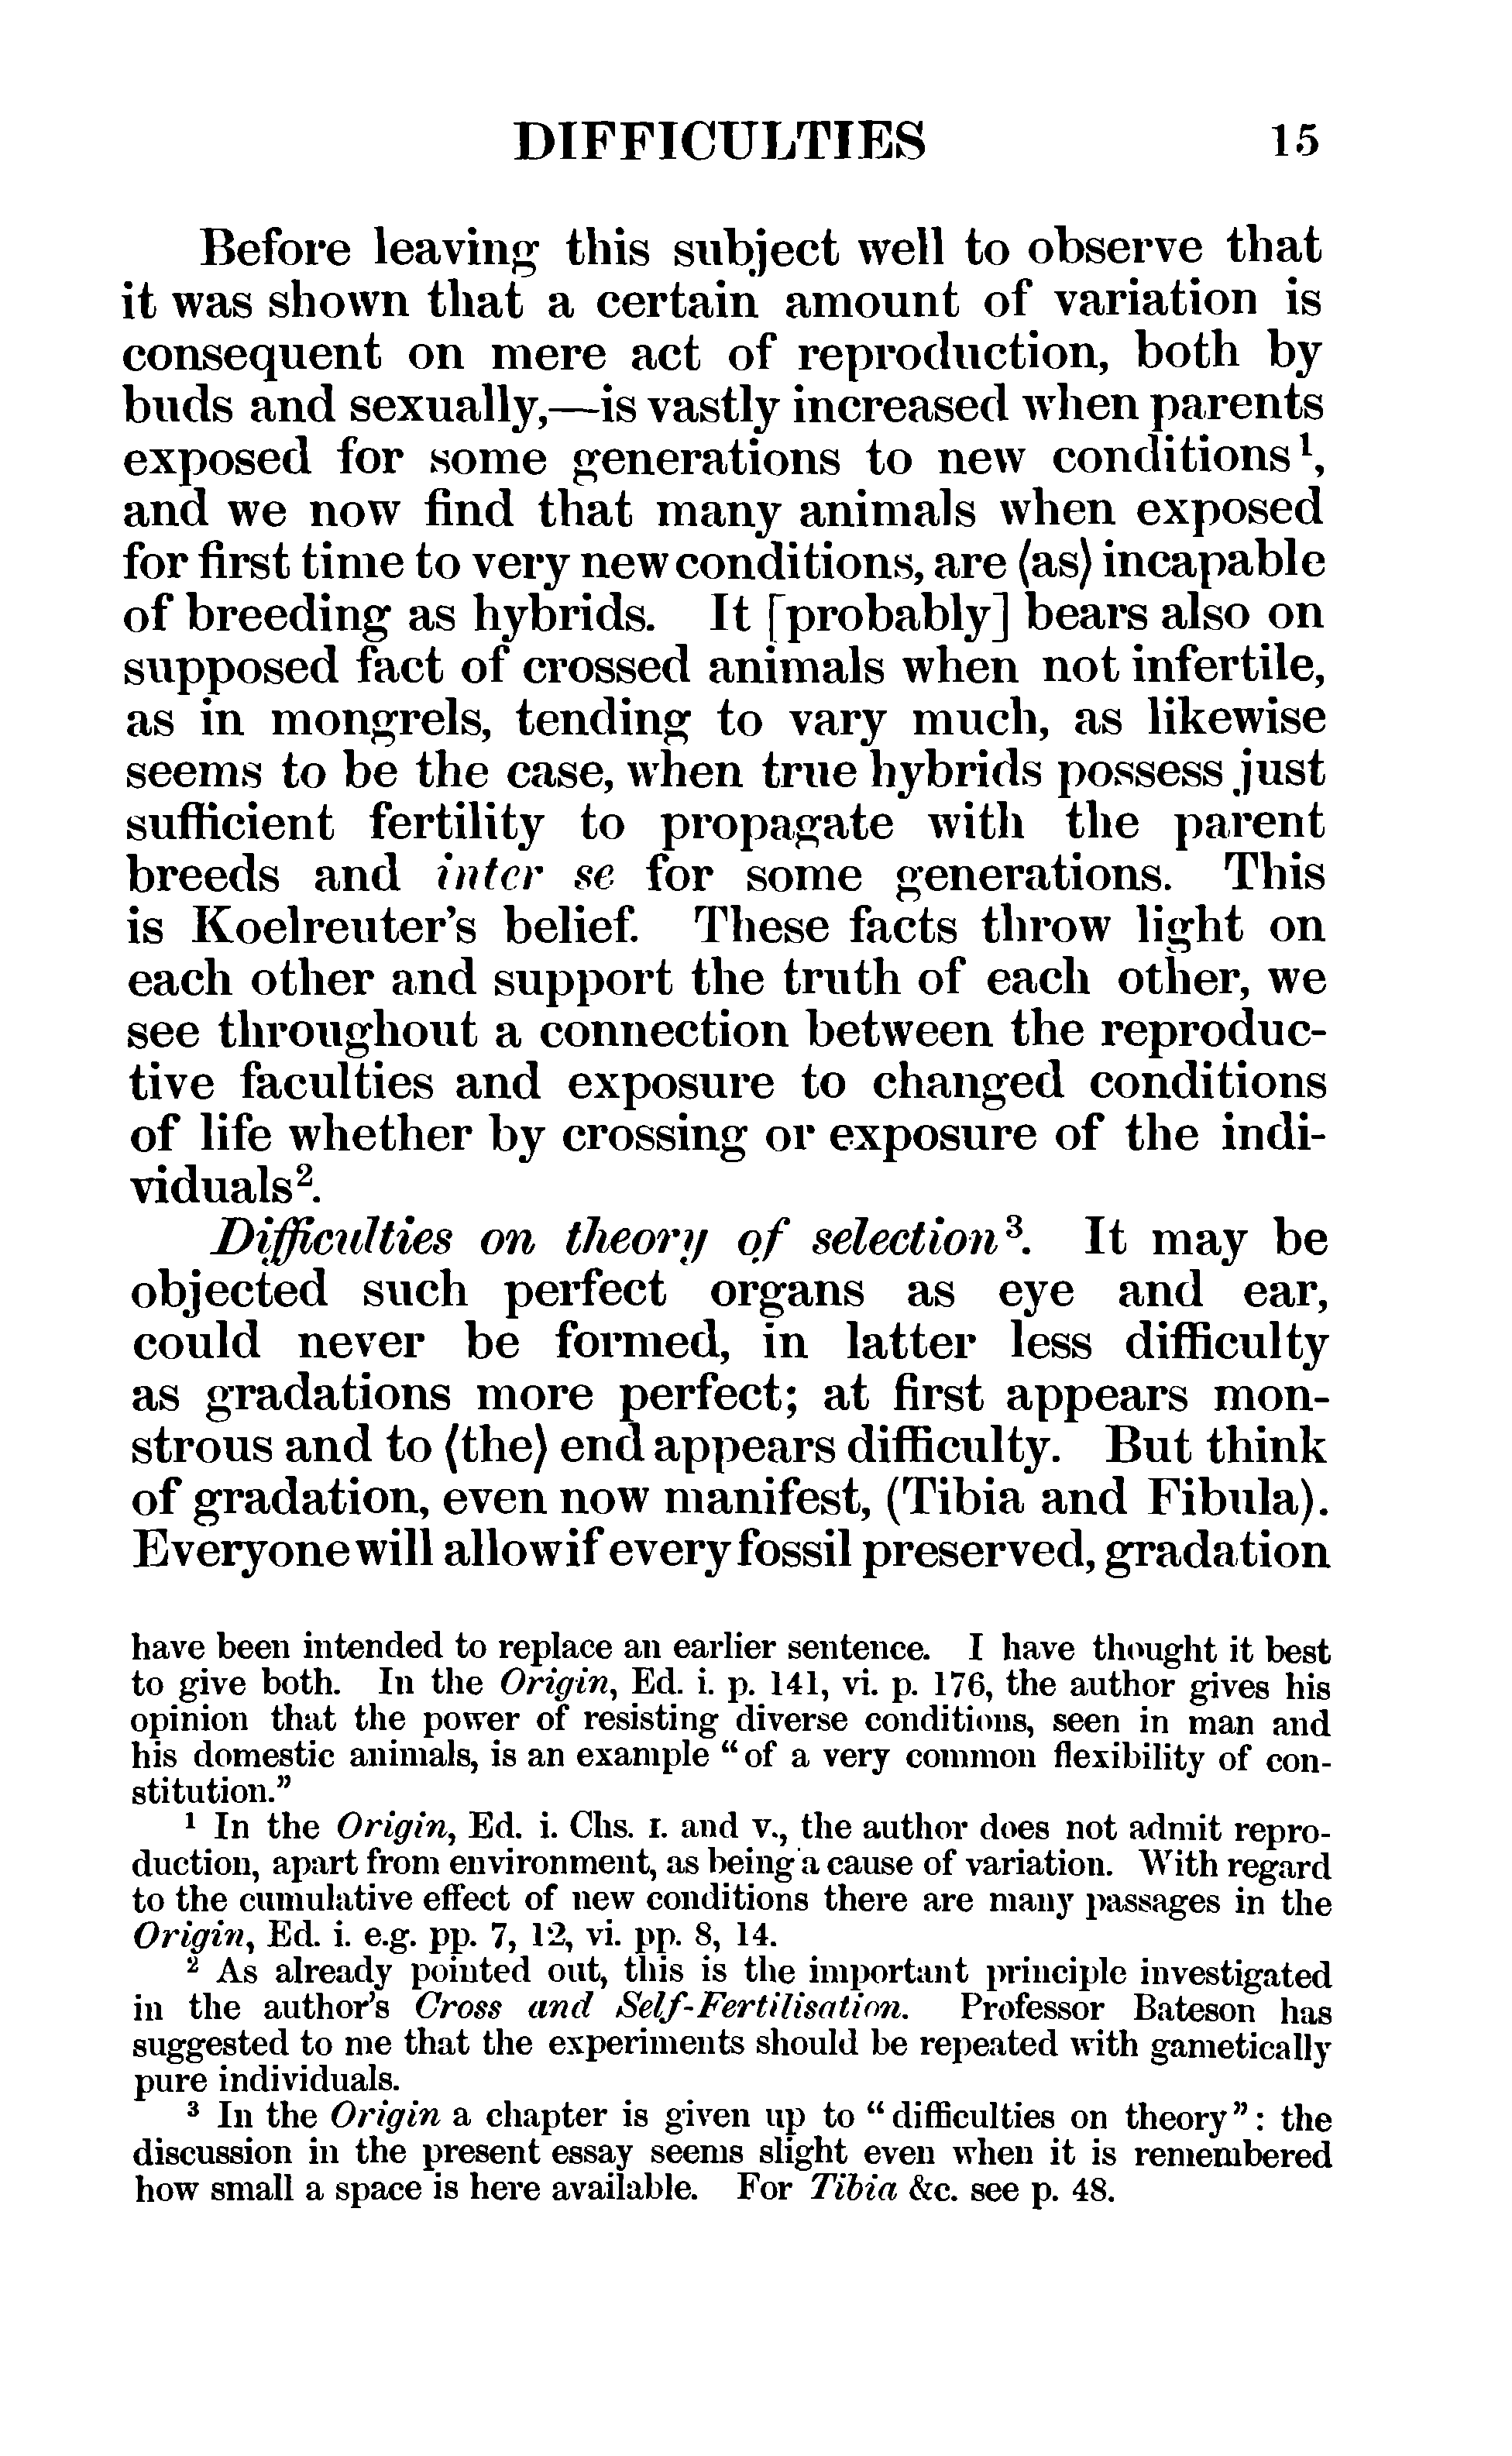 DIFFICULTIES 15
Before leaving this subject well to observe that
it was shown that a certain amount of variation is
consequent on mere act of reproduction, both by
buds and sexually,—is vastly increased when parents
exposed for some generations to new conditions¹,
and we now find that many animals when exposed
for first time to very new conditions, are ⟨as⟩ incapable
of breeding as hybrids. It [probably] bears also on
supposed fact of crossed animals when not infertile,
as in mongrels, tending to vary much, as likewise
seems to be the case, when true hybrids possess just
sufficient fertility to propagate with the parent
breeds and inter se for some generations. This
is Koelreuter's belief. These facts throw light on
each other and support the truth of each other, we
see throughout a connection between the reproduc-
tive faculties and exposure to changed conditions
of life whether by crossing or exposure of the indi-
viduals².
Difficulties on theory of selection³. It may be
objected such perfect organs as eye and ear,
could never be formed, in latter less difficulty
as gradations more perfect; at first appears mon-
strous and to ⟨the⟩ end appears difficulty. But think
of gradation, even now manifest, (Tibia and Fibula).
Everyone will allow if every fossil preserved, gradation
have been intended to replace an earlier sentence. I have thought it best
to give both. In the Origin, Ed. i. p. 141, vi. p. 176, the author gives his
opinion that the power of resisting diverse conditions, seen in man and
his domestic animals, is an example "of a very common flexibility of con-
stitution."
¹ In the Origin, Ed. i. Chs. I. and V., the author does not admit repro-
duction, apart from environment, as being a cause of variation. With regard
to the cumulative effect of new conditions there are many passages in the
Origin, Ed. i. e.g. pp. 7, 12, vi. pp. 8, 14.
² As already pointed out, this is the important principle investigated
in the author's Cross and Self-Fertilisation. Professor Bateson has
suggested to me that the experiments should be repeated with gametically
pure individuals.
³ In the Origin a chapter is given up to "difficulties on theory": the
discussion in the present essay seems slight even when it is remembered
how small a space is here available. For Tibia &c. see p. 48.